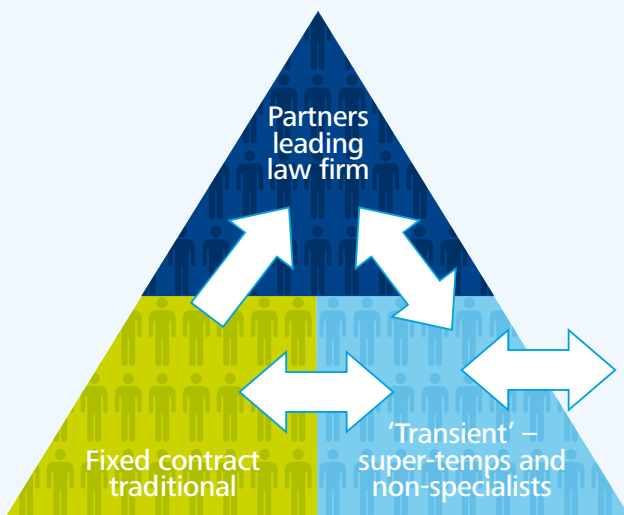 Partners
leading
law firm
Fixed contract
traditional
‘Transient’ –
super-temps and
non-specialists